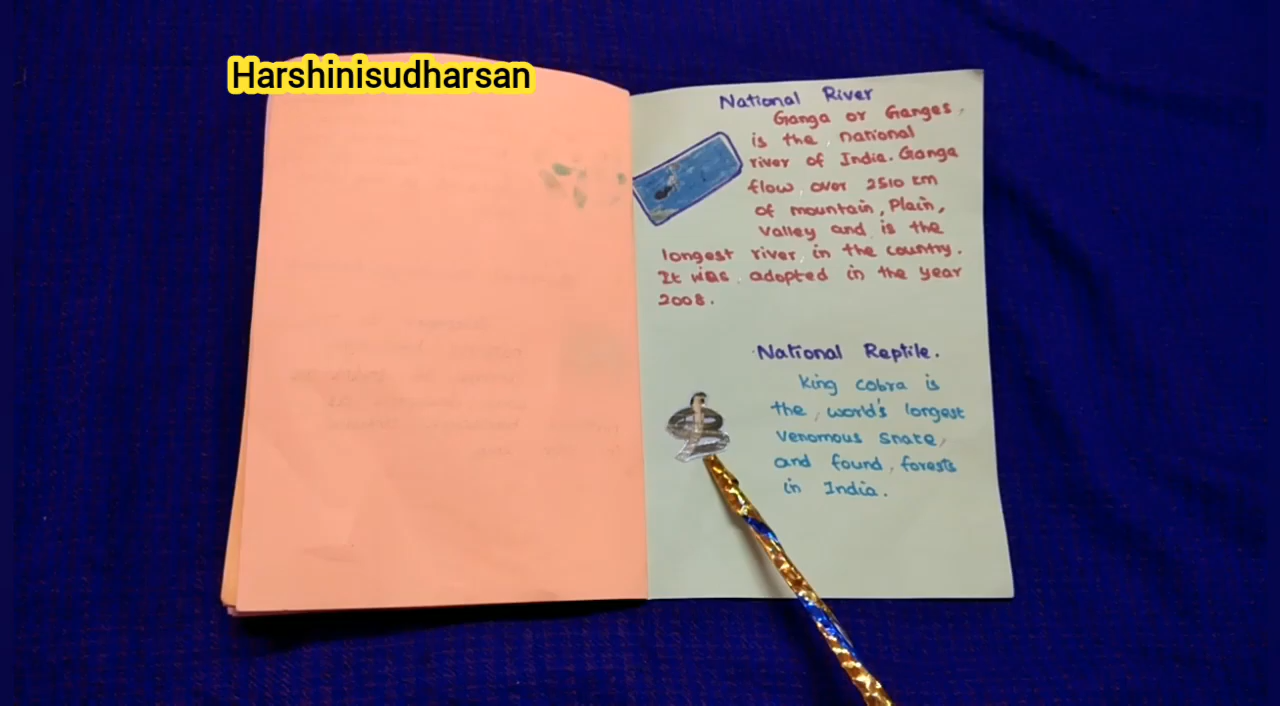 Harshinisudharsan
National River
Ganga or Ganges,
is the national
river of India. Ganga
flow over 2510 km
of mountain, Plain,
valley and is the
longest river in the country.
It was adopted in the year
2008.
National Reptile.
King cobra is
the world's longest
venomous snake,
and found forests
in India.